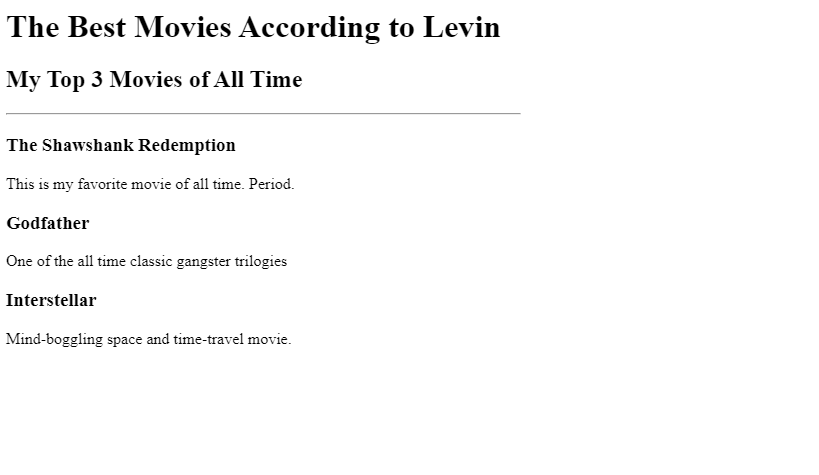 The Best Movies According to Levin
My Top 3 Movies of All Time
The Shawshank Redemption
This is my favorite movie of all time. Period.
Godfather
One of the all time classic gangster trilogies
Interstellar
Mind-boggling space and time-travel movie.